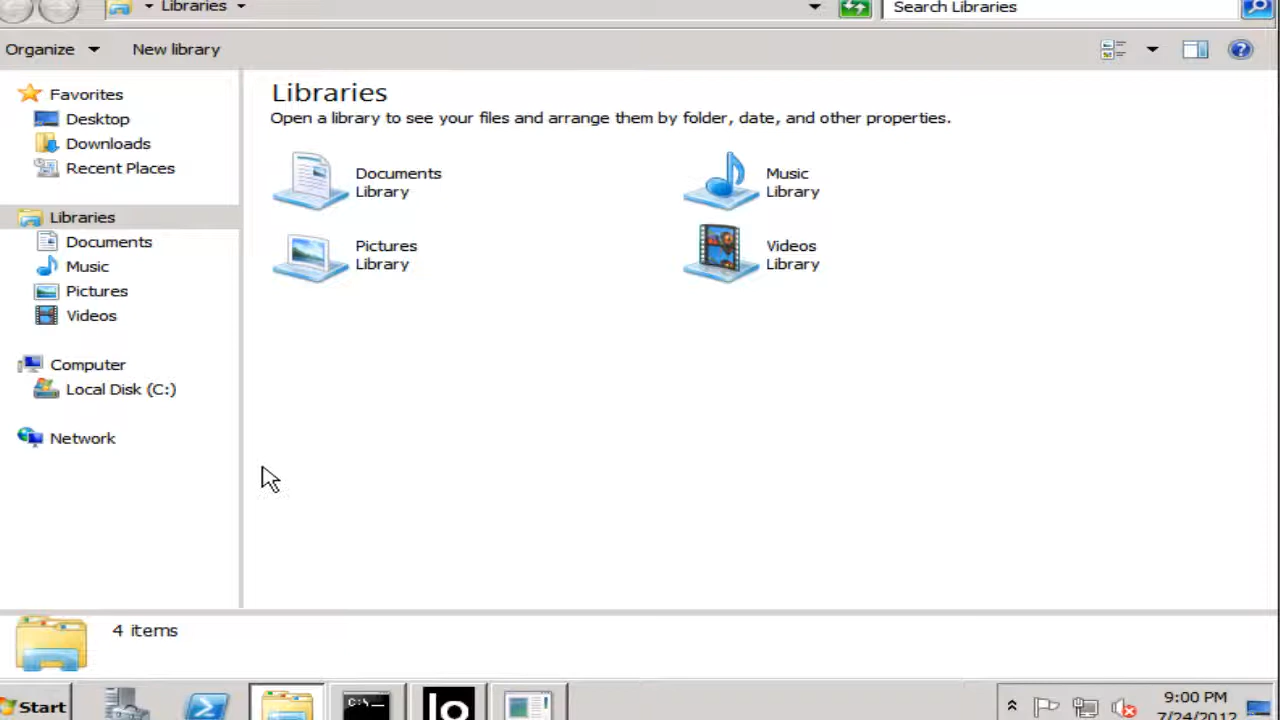 Libraries
Search Libraries
Organize
New library
Favorites
Desktop
Downloads
Recent Places
Libraries
Documents
Music
Pictures
Videos
Computer
Local Disk (C:)
Network
Libraries
Open a library to see your files and arrange them by folder, date, and other properties.
Documents
Library
Music
Library
Pictures
Library
Videos
Library
4 items
Start
C:\
lo
9:00 PM
7/24/2012